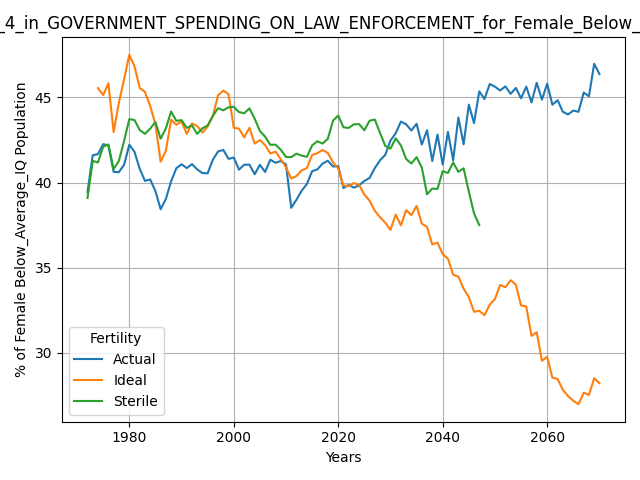 _4_in_GOVERNMENT_SPENDING_ON_LAW_ENFORCEMENT_for_Female_Below_
% of Female Below_Average_IQ Population
45
40
35
30
Fertility
Actual
Ideal
Sterile
1980 2000 2020 2040 2060
Years